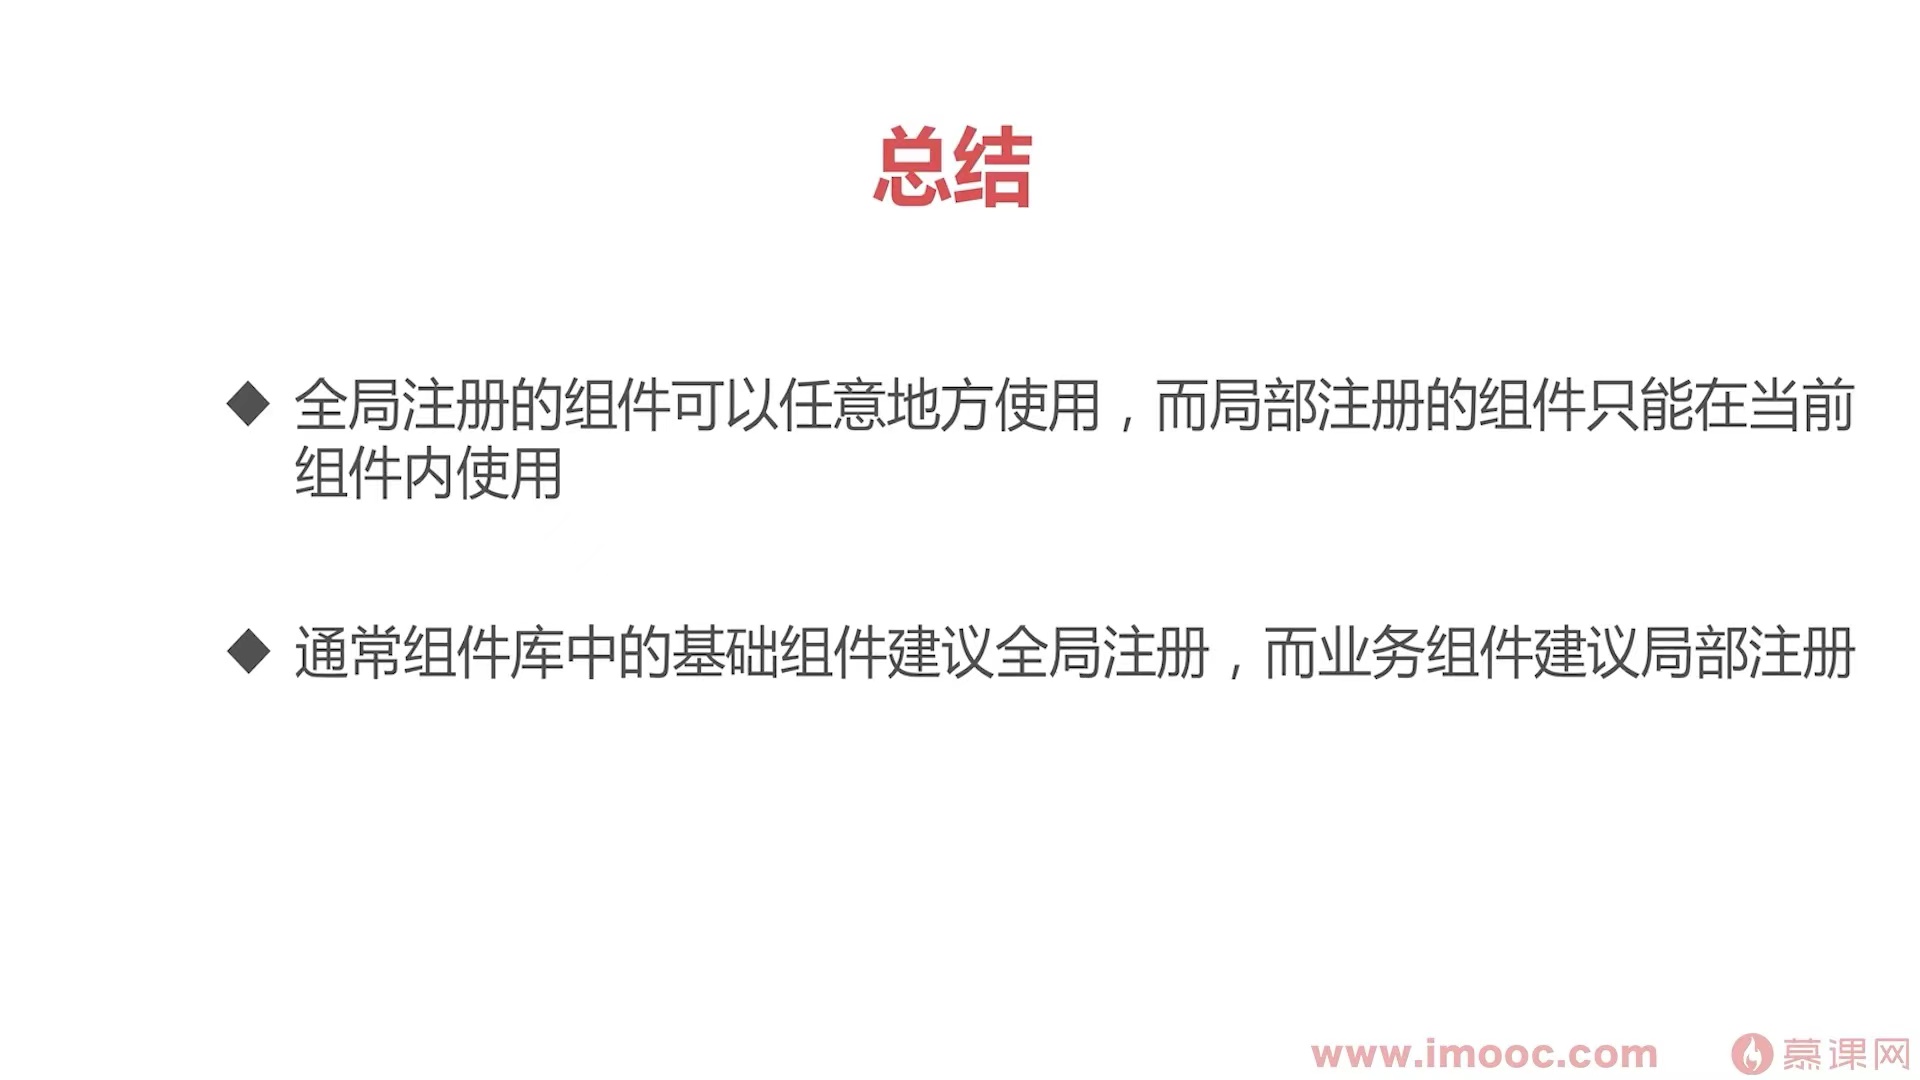 总结
◆ 全局注册的组件可以任意地方使用，而局部注册的组件只能在当前
组件内使用
◆ 通常组件库中的基础组件建议全局注册，而业务组件建议局部注册
www.imooc.com 慕课网